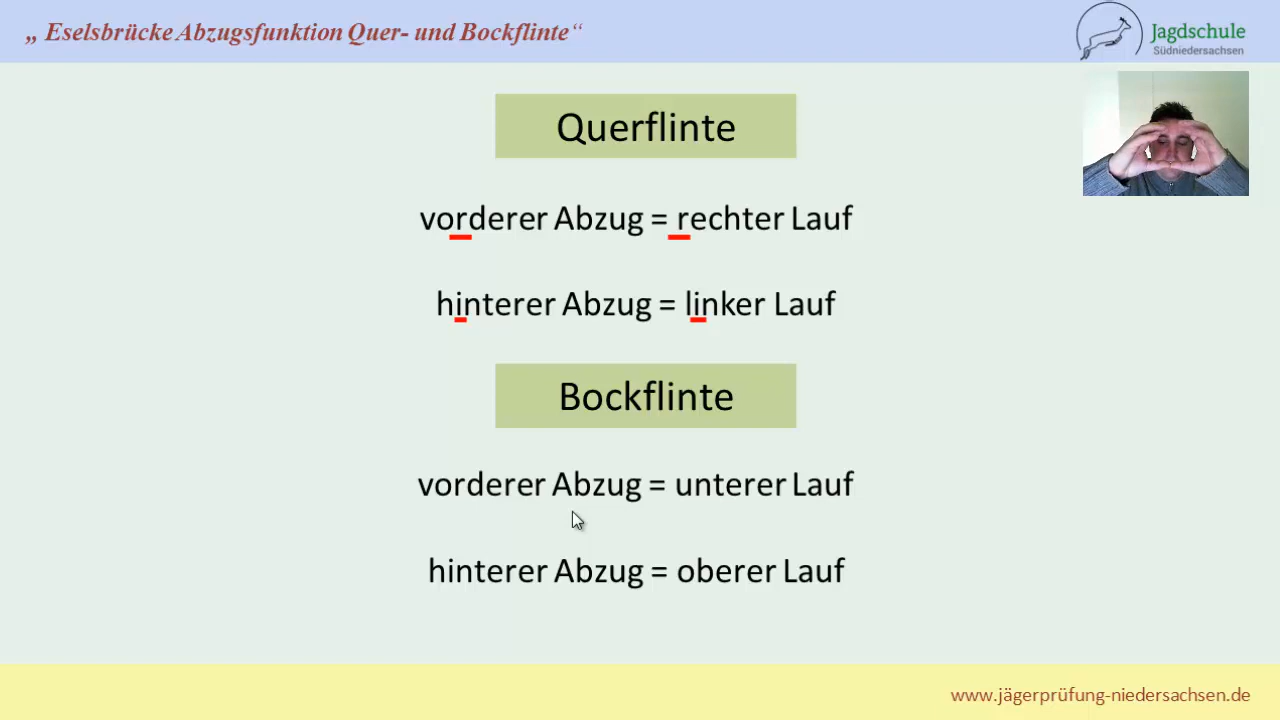 „ Eselsbrücke Abzugsfunktion Quer- und Bockflinte“
Jagdschule
Südniedersachsen
Querflinte
vorderer Abzug = rechter Lauf
hinterer Abzug = linker Lauf
Bockflinte
vorderer Abzug = unterer Lauf
hinterer Abzug = oberer Lauf
www.jägerprüfung-niedersachsen.de